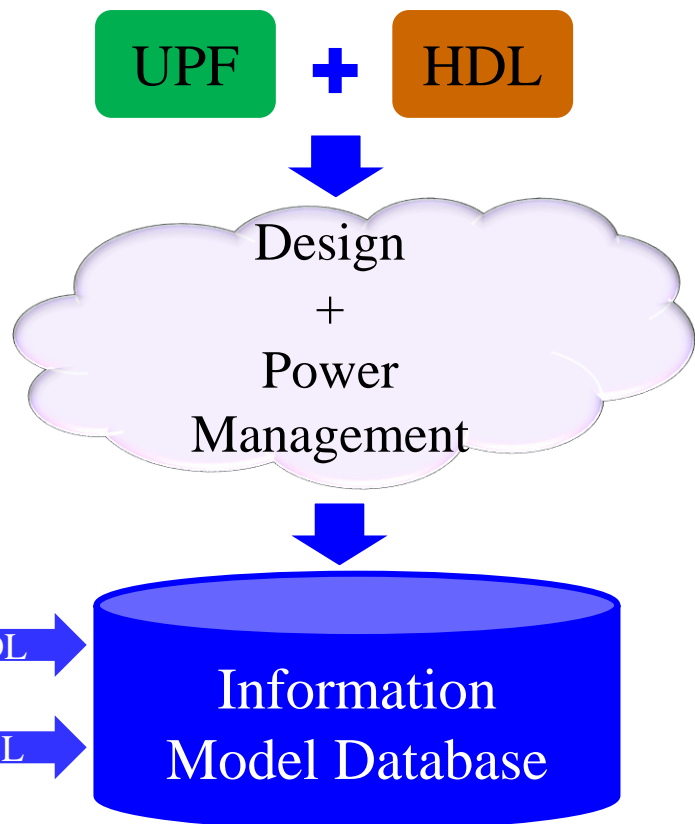 UPF + HDL
Design
+
Power
Management
Information
Model Database